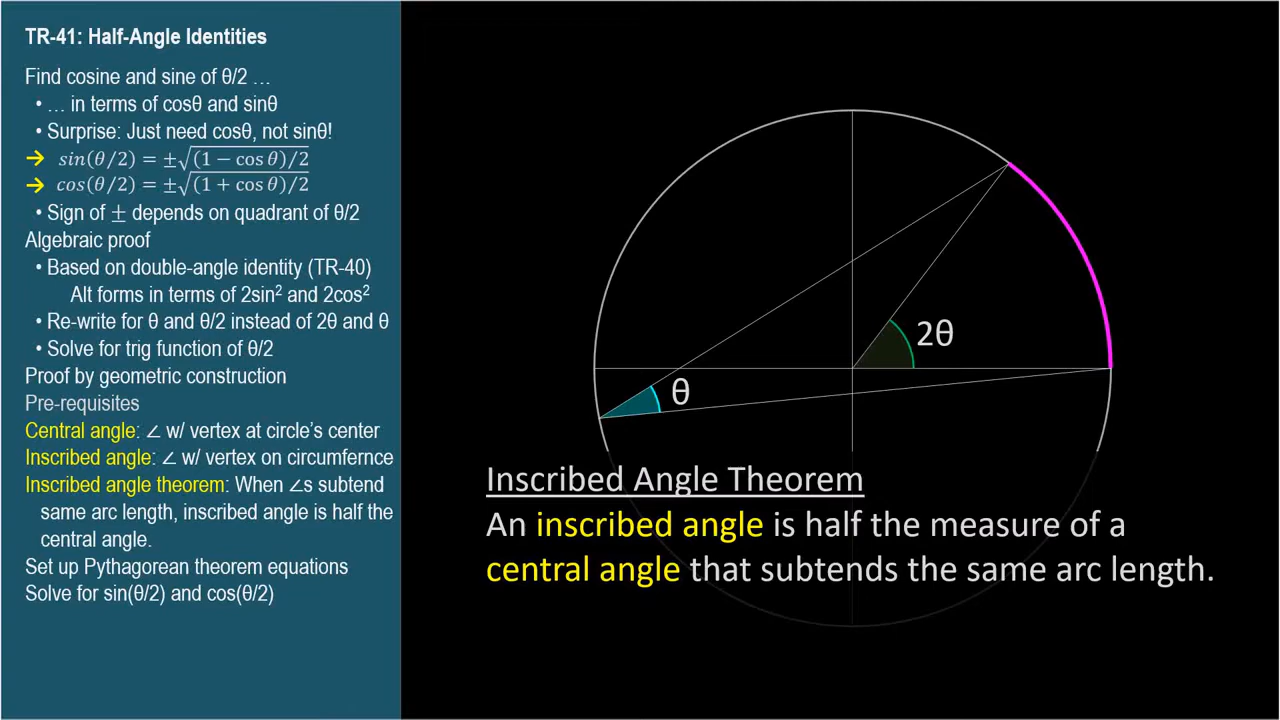 TR-41: Half-Angle Identities
Find cosine and sine of θ/2 …
• … in terms of cosθ and sinθ
• Surprise: Just need cosθ, not sinθ!
→ sin(θ/2) = ±√(1 − cos θ)/2
→ cos(θ/2) = ±√(1 + cos θ)/2
• Sign of ± depends on quadrant of θ/2
Algebraic proof
• Based on double-angle identity (TR-40)
Alt forms in terms of 2sin² and 2cos²
• Re-write for θ and θ/2 instead of 2θ and θ
• Solve for trig function of θ/2
Proof by geometric construction
Pre-requisites
Central angle: ∠ w/ vertex at circle's center
Inscribed angle: ∠ w/ vertex on circumfernce
Inscribed angle theorem: When ∠s subtend
same arc length, inscribed angle is half the
central angle.
Set up Pythagorean theorem equations
Solve for sin(θ/2) and cos(θ/2)
2θ
θ
Inscribed Angle Theorem
An inscribed angle is half the measure of a
central angle that subtends the same arc length.